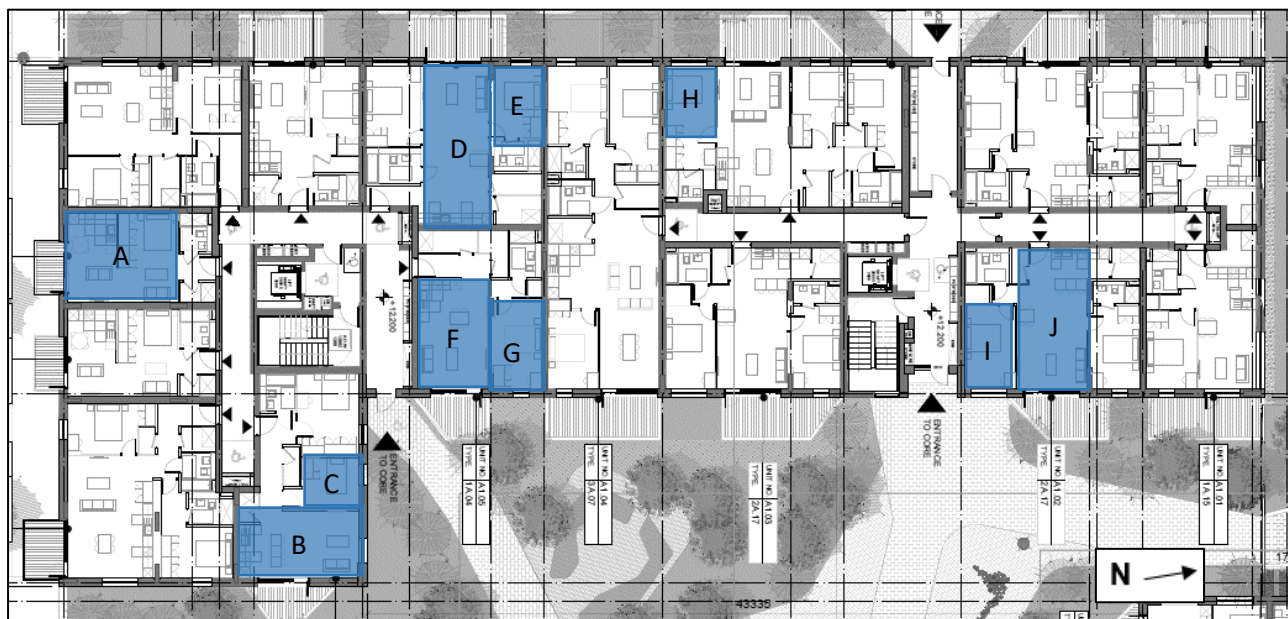 H
E
D
A
+12.200
+12.200
F
G
I
J
C
B
ENTRANCE
TO CORE
ENTRANCE
TO CORE
UNIT NO. A1.05
TYPE 1A.04
UNIT NO. A1.04
TYPE 3A.07
UNIT NO. A1.03
TYPE 2A.17
UNIT NO. A1.02
TYPE 2A.17
UNIT NO. A1.01
TYPE 1A.15
N
43335